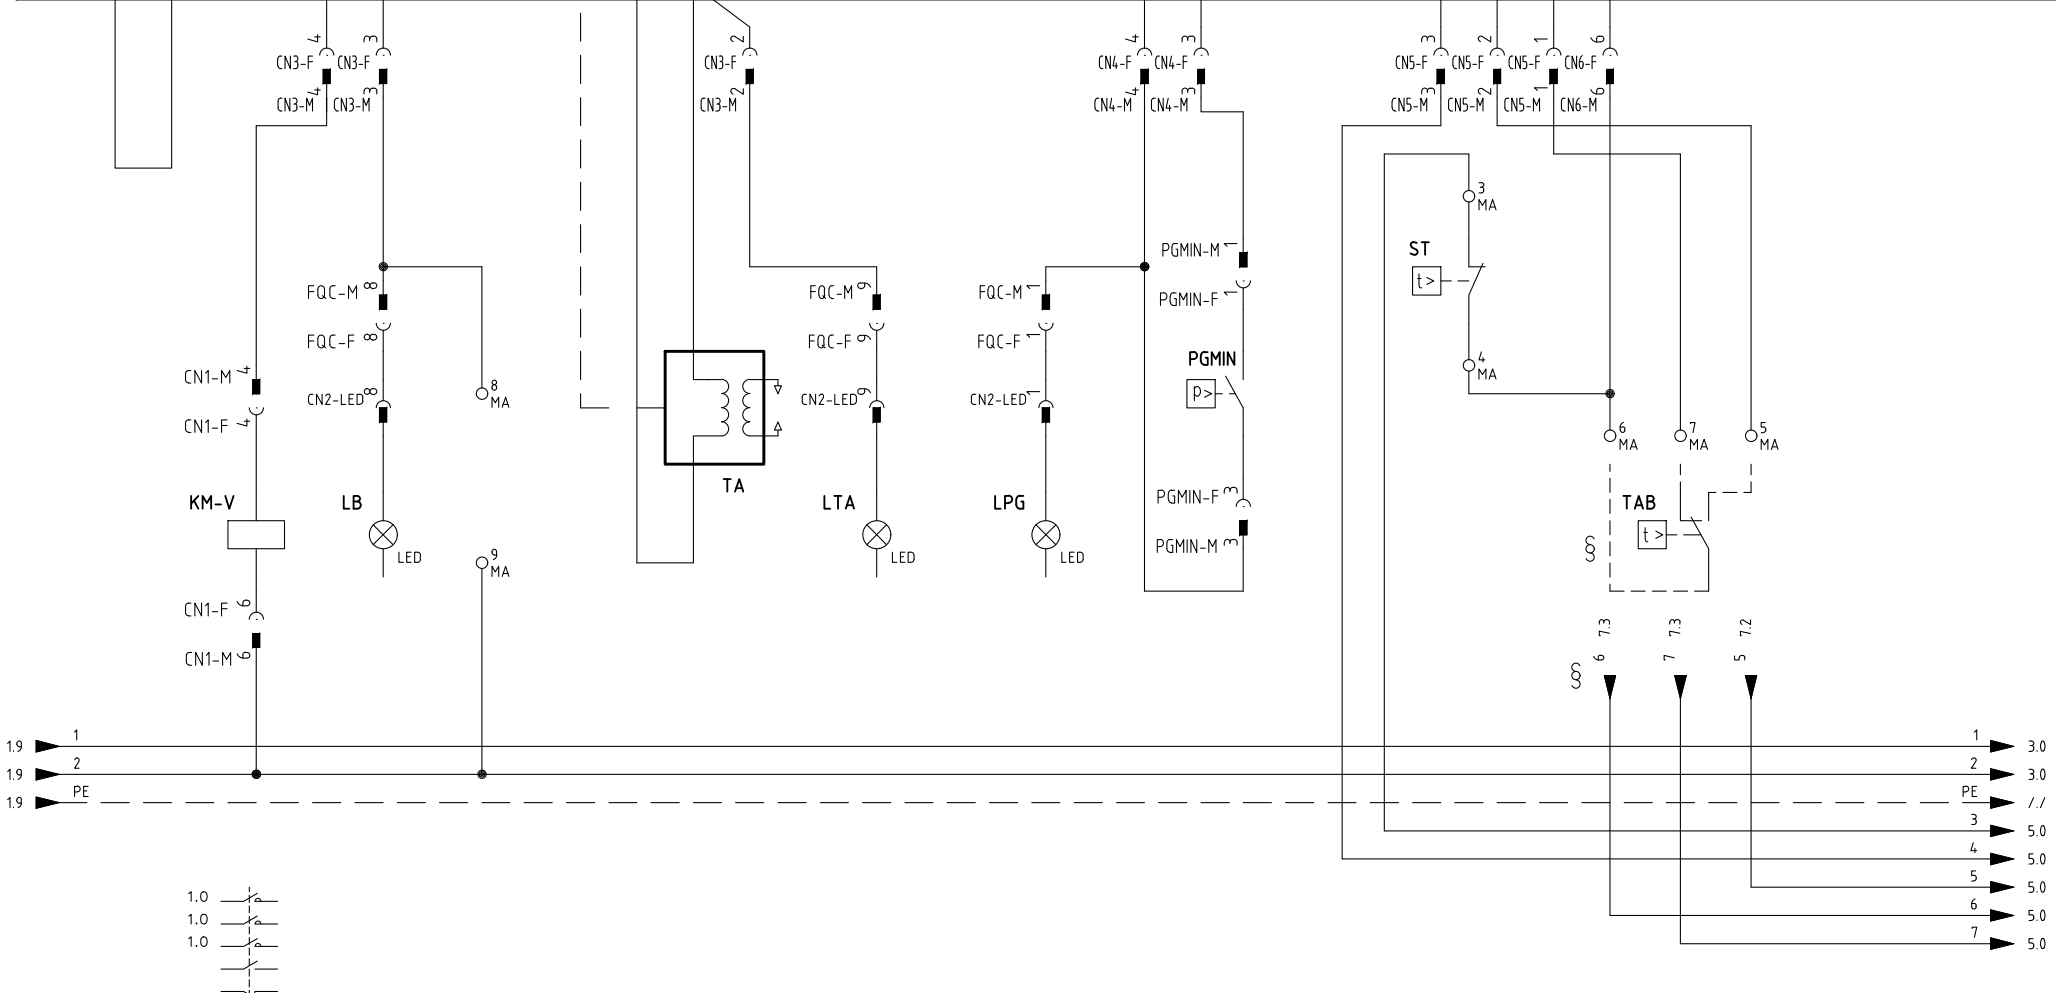 4 3 2 4 3 3 2 1 6
CN3-F CN3-F CN3-F CN4-F CN4-F CN5-F CN5-F CN5-F CN6-F
4 3 2 4 3 3 2 1 6
CN3-M CN3-M CN3-M CN4-M CN4-M CN5-M CN5-M CN5-M CN6-M
3
MA
PGMIN-M 1
ST
t>
FQC-M 8 FQC-M 9 FQC-M 1 PGMIN-F 1
FQC-F 8 FQC-F 9 FQC-F 1
PGMIN
4
MA
CN1-M 4
8
MA
p>
CN2-LED 8 CN2-LED 9 CN2-LED 1
CN1-F 4
6 7 5
MA MA MA
TA
PGMIN-F 3
KM-V LB LTA LPG TAB
t>
PGMIN-M 3
§
LED LED LED
9
MA
CN1-F 6
7.3 7.3 7.2
CN1-M 6
6 7 5
§
1.9 1 1 3.0
1.9 2 2 3.0
1.9 PE PE /./
3 5.0
4 5.0
5 5.0
6 5.0
7 5.0
1.0
1.0
1.0